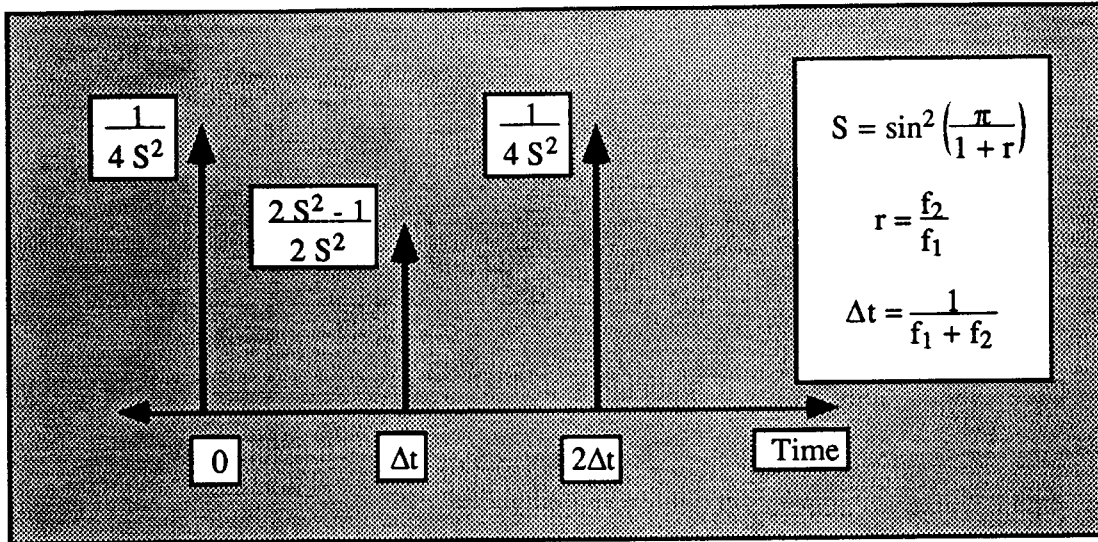 1 / 4 S²
1 / 4 S²
2 S² - 1 / 2 S²
S = sin² (π / 1 + r)
r = f₂ / f₁
Δt = 1 / f₁ + f₂
0
Δt
2Δt
Time